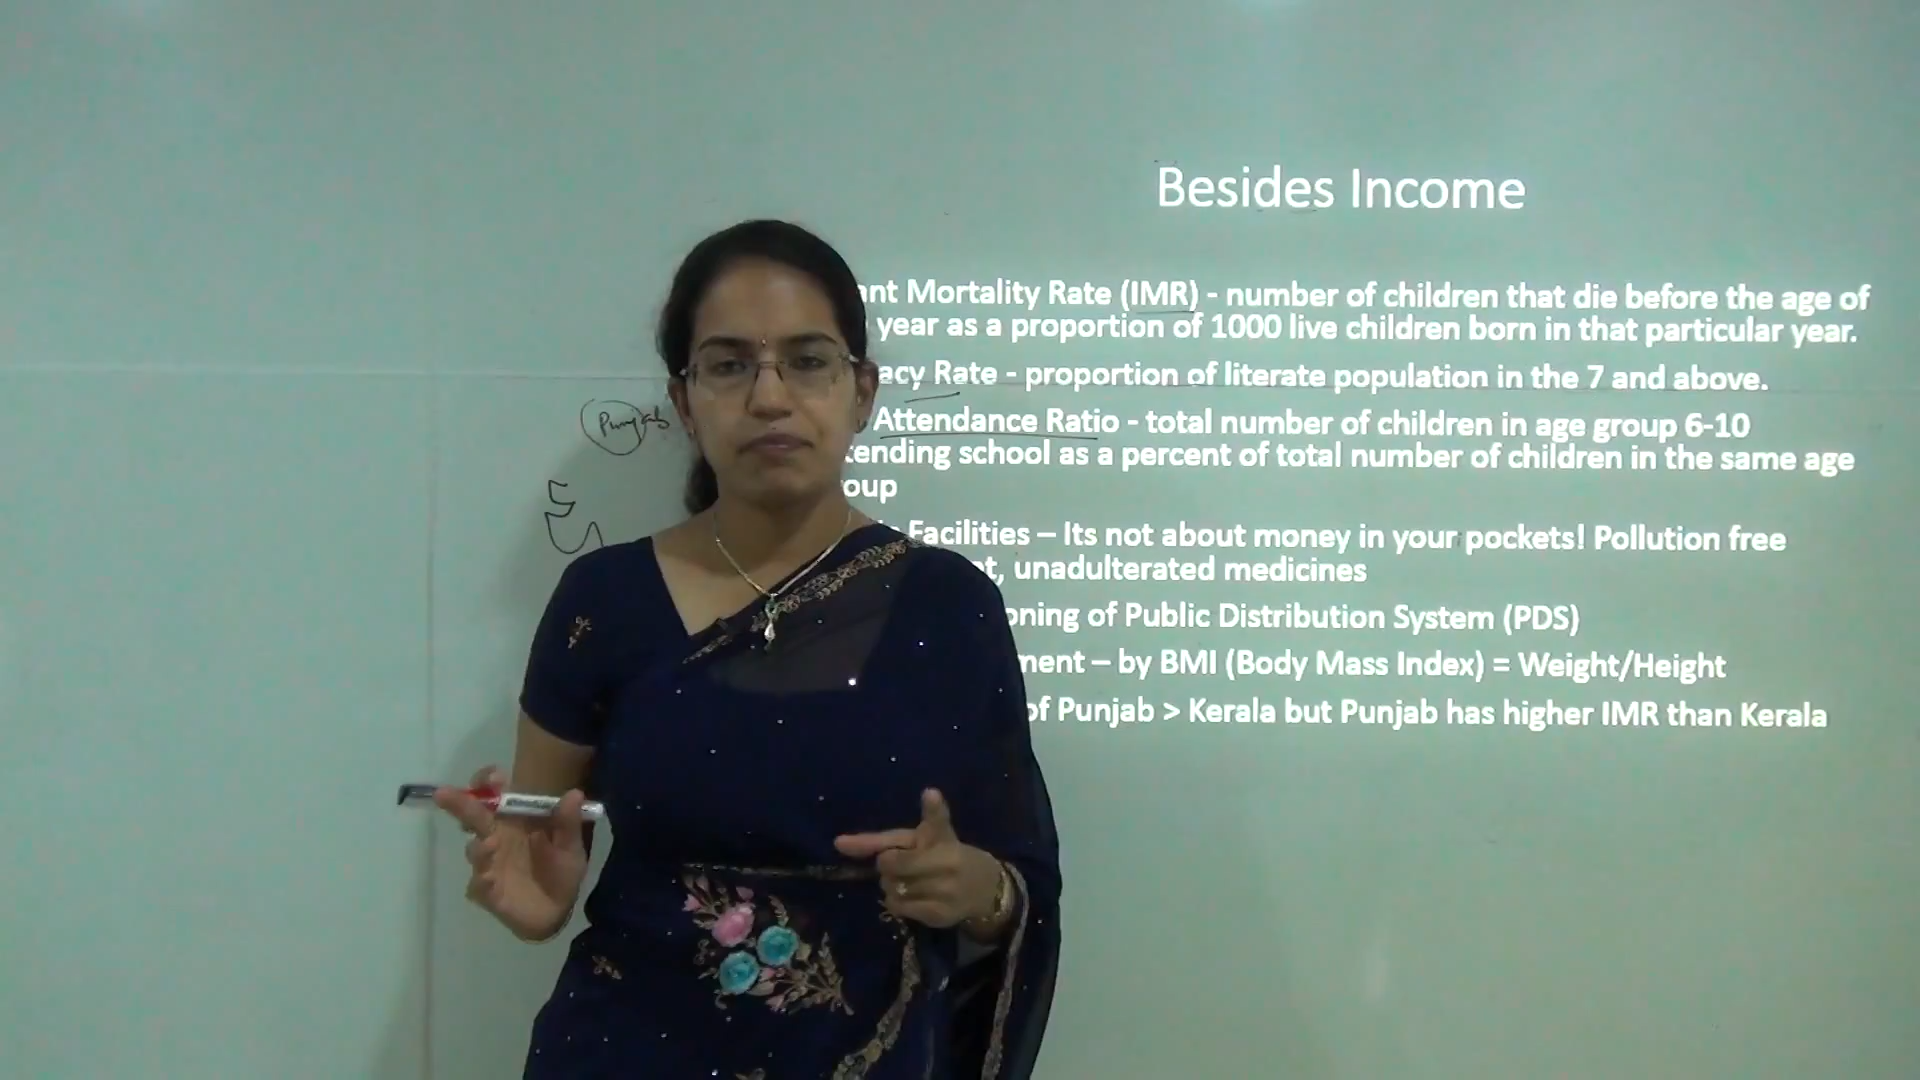 Besides Income
ant Mortality Rate (IMR) - number of children that die before the age of
year as a proportion of 1000 live children born in that particular year.
acy Rate - proportion of literate population in the 7 and above.
Attendance Ratio - total number of children in age group 6-10
tending school as a percent of total number of children in the same age
oup
Facilities – Its not about money in your pockets! Pollution free
nt, unadulterated medicines
oning of Public Distribution System (PDS)
ment – by BMI (Body Mass Index) = Weight/Height
of Punjab > Kerala but Punjab has higher IMR than Kerala
Punjab